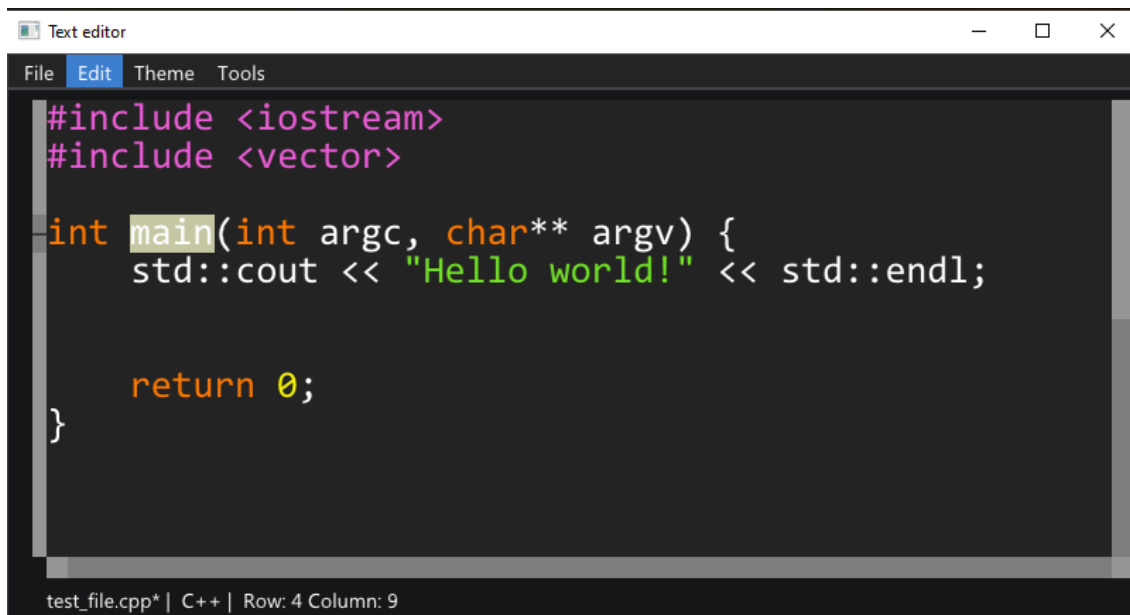 Text editor
File Edit Theme Tools
#include <iostream>
#include <vector>
int main(int argc, char** argv) {
std::cout << "Hello world!" << std::endl;
return 0;
}
test_file.cpp* | C++ | Row: 4 Column: 9